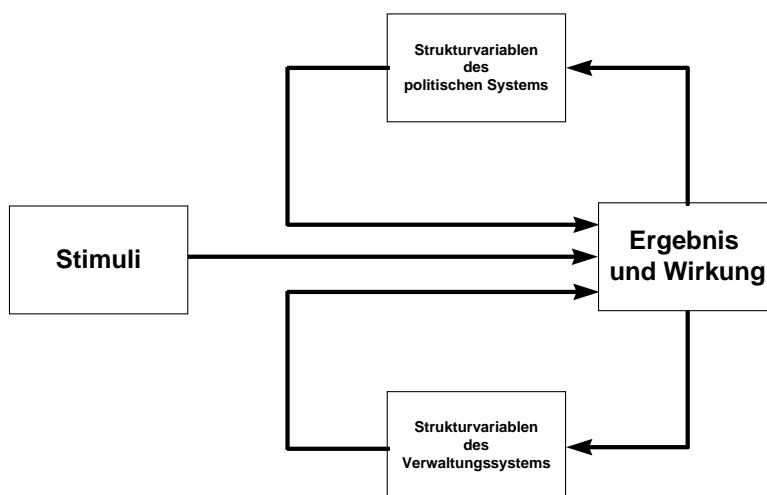 Strukturvariablen
des
politischen Systems
Stimuli
Ergebnis
und Wirkung
Strukturvariablen
des
Verwaltungssystems